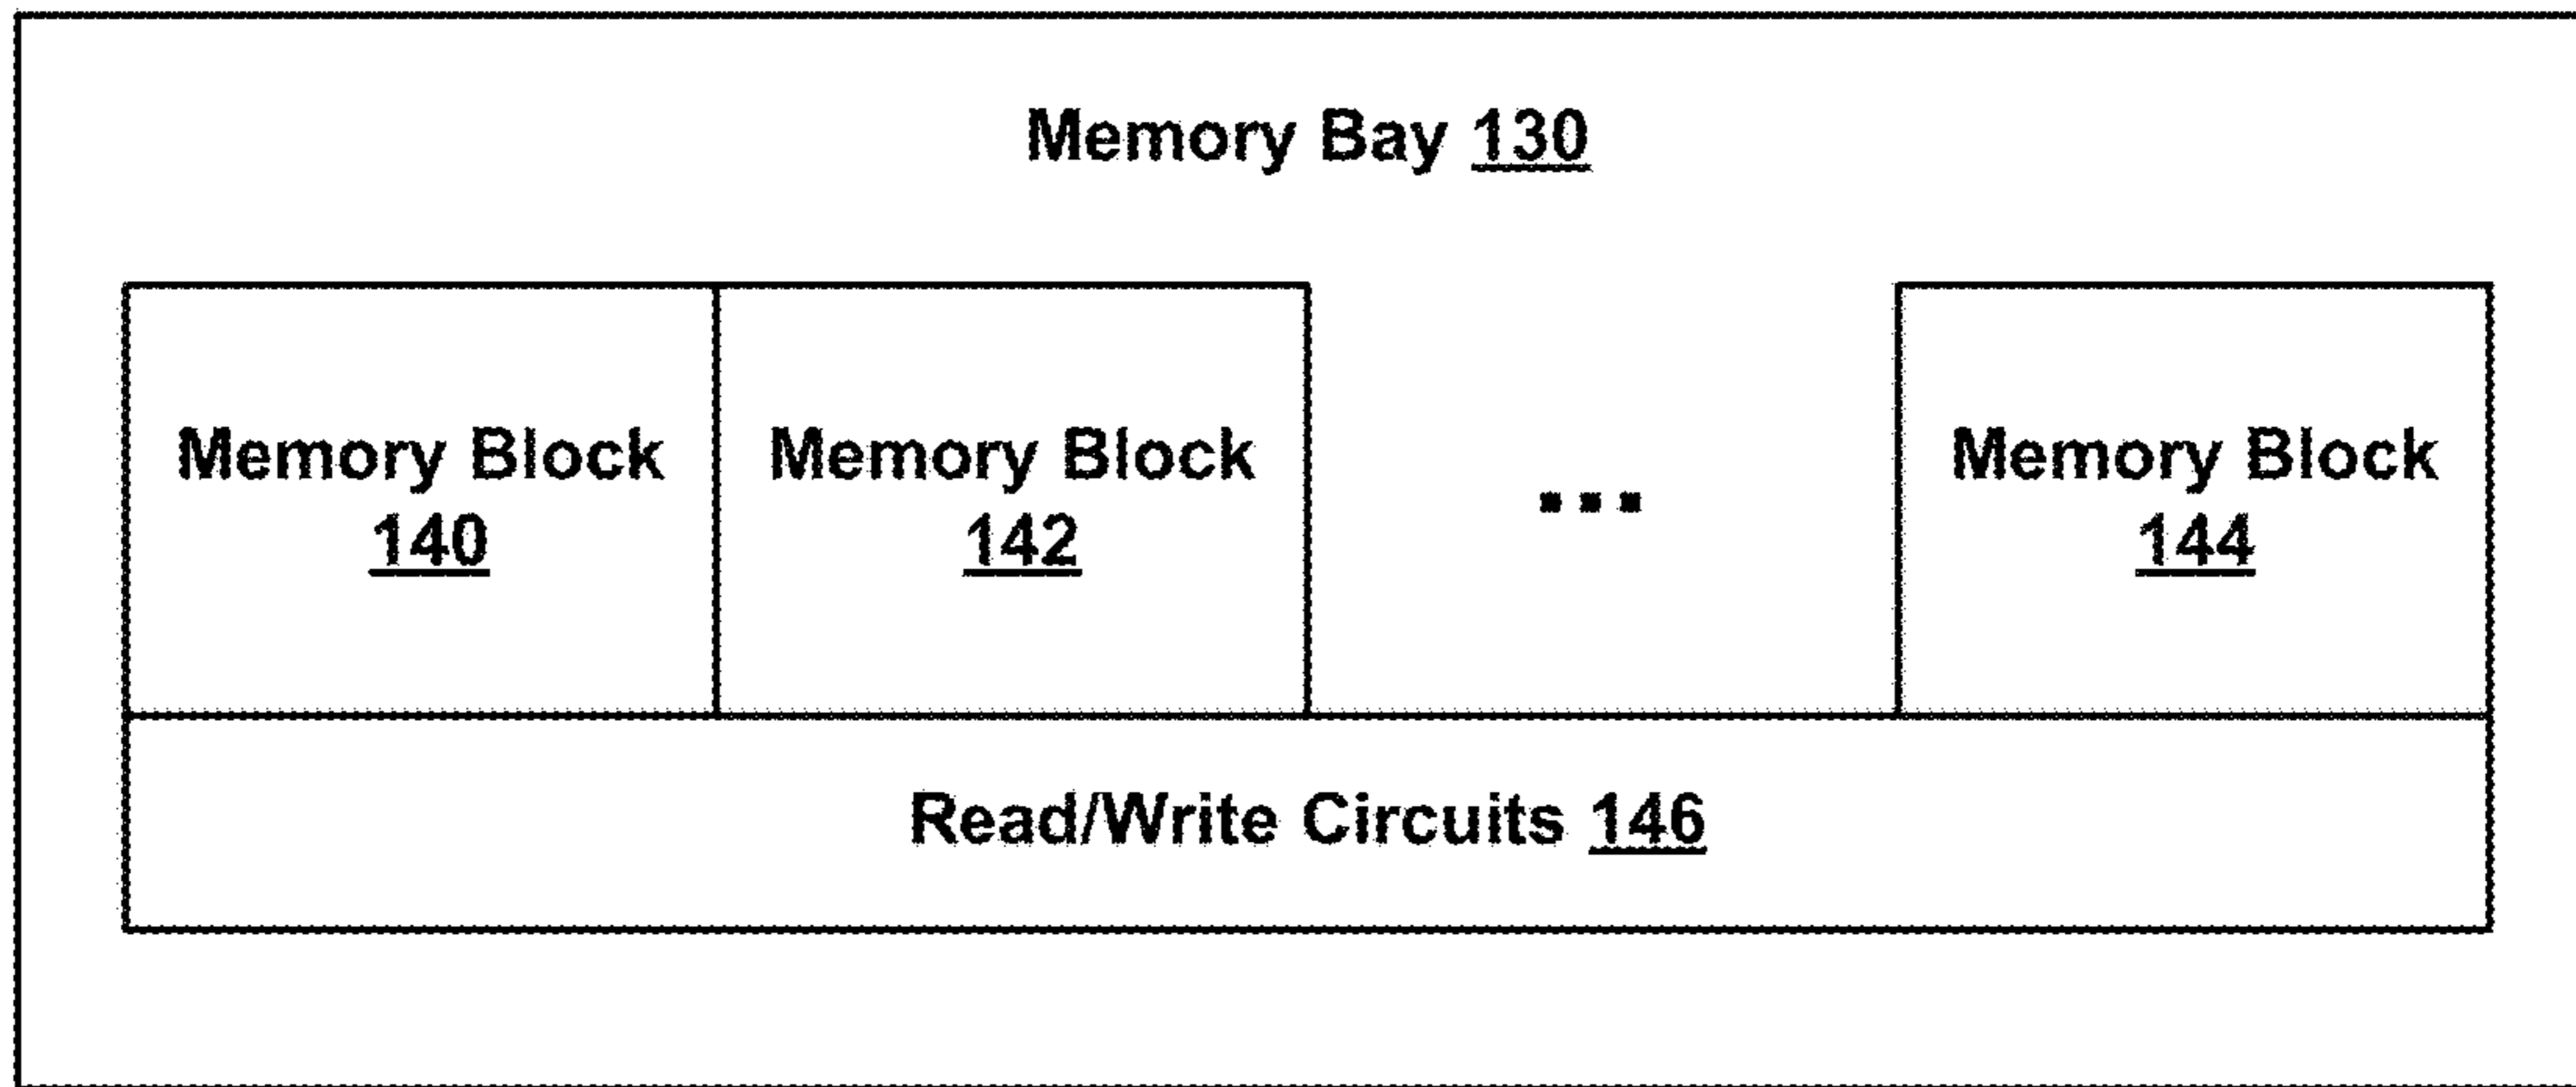 Memory Bay 130
Memory Block
140
Memory Block
142
...
Memory Block
144
Read/Write Circuits 146